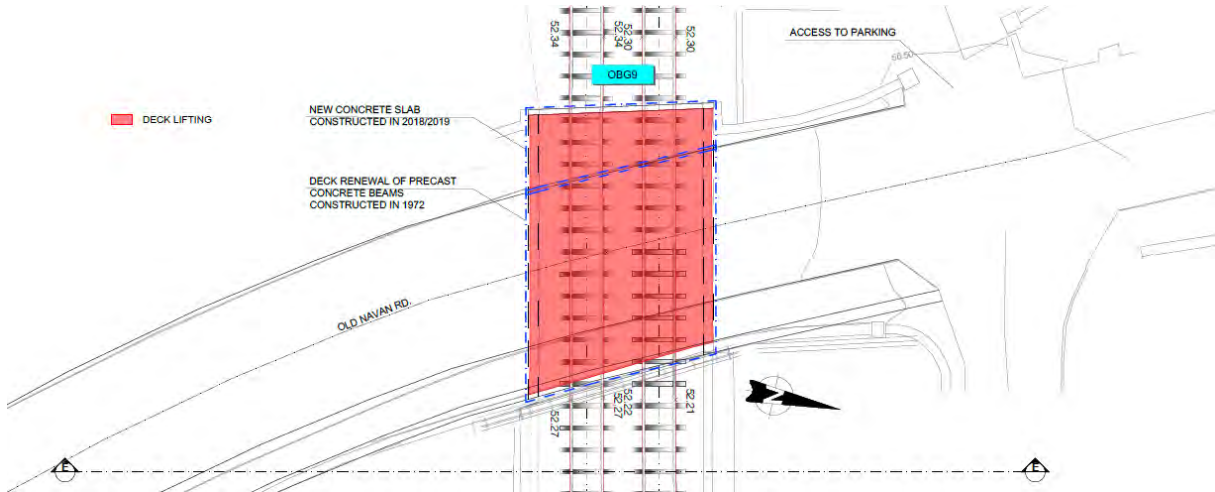 52.34
52.34
52.30
52.30
ACCESS TO PARKING
OBG9
60.50
NEW CONCRETE SLAB
CONSTRUCTED IN 2018/2019
DECK LIFTING
DECK RENEWAL OF PRECAST
CONCRETE BEAMS
CONSTRUCTED IN 1972
OLD NAVAN RD.
52.27
52.27
52.22
52.21
E
E